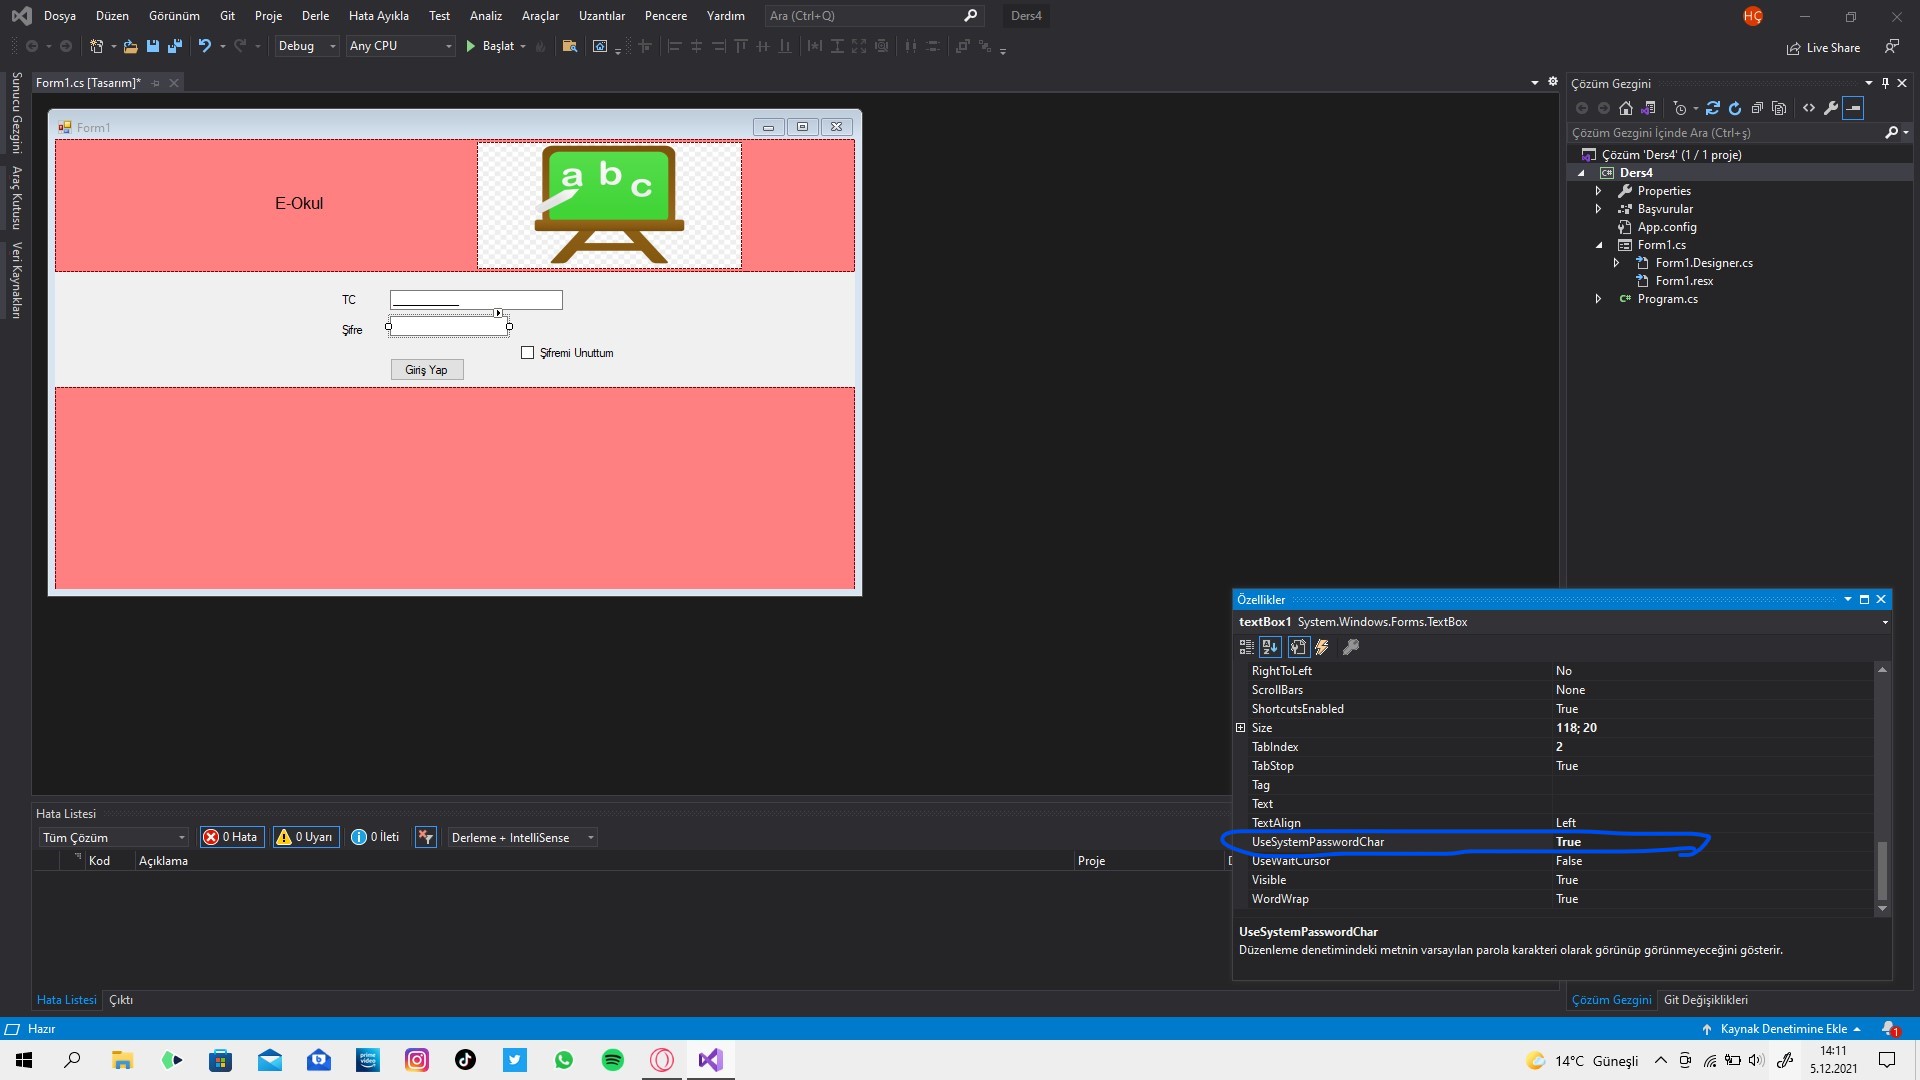 Dosya Düzen Görünüm Git Proje Derle Hata Ayıkla Test Analiz Araçlar Uzantılar Pencere Yardım Ara (Ctrl+Q) Ders4 HÇ
Debug Any CPU Başlat Live Share
Form1.cs [Tasarım]*
Sunucu Gezgini
Araç Kutusu
Veri Kaynakları
Form1
E-Okul
a b c
TC
Şifre
Şifremi Unuttum
Giriş Yap
Çözüm Gezgini
Çözüm Gezgini İçinde Ara (Ctrl+ş)
Çözüm 'Ders4' (1 / 1 proje)
C# Ders4
Properties
Başvurular
App.config
Form1.cs
Form1.Designer.cs
Form1.resx
C# Program.cs
Özellikler
textBox1 System.Windows.Forms.TextBox
RightToLeft No
ScrollBars None
ShortcutsEnabled True
Size 118; 20
TabIndex 2
TabStop True
Tag
Text
TextAlign Left
UseSystemPasswordChar True
UseWaitCursor False
Visible True
WordWrap True
UseSystemPasswordChar
Düzenleme denetimindeki metnin varsayılan parola karakteri olarak görünüp görünmeyeceğini gösterir.
Hata Listesi
Tüm Çözüm 0 Hata 0 Uyarı 0 İleti Derleme + IntelliSense
Kod Açıklama Proje
Hata Listesi Çıktı
Çözüm Gezgini Git Değişiklikleri
Hazır Kaynak Denetimine Ekle 1
prime video
14°C Güneşli
14:11
5.12.2021